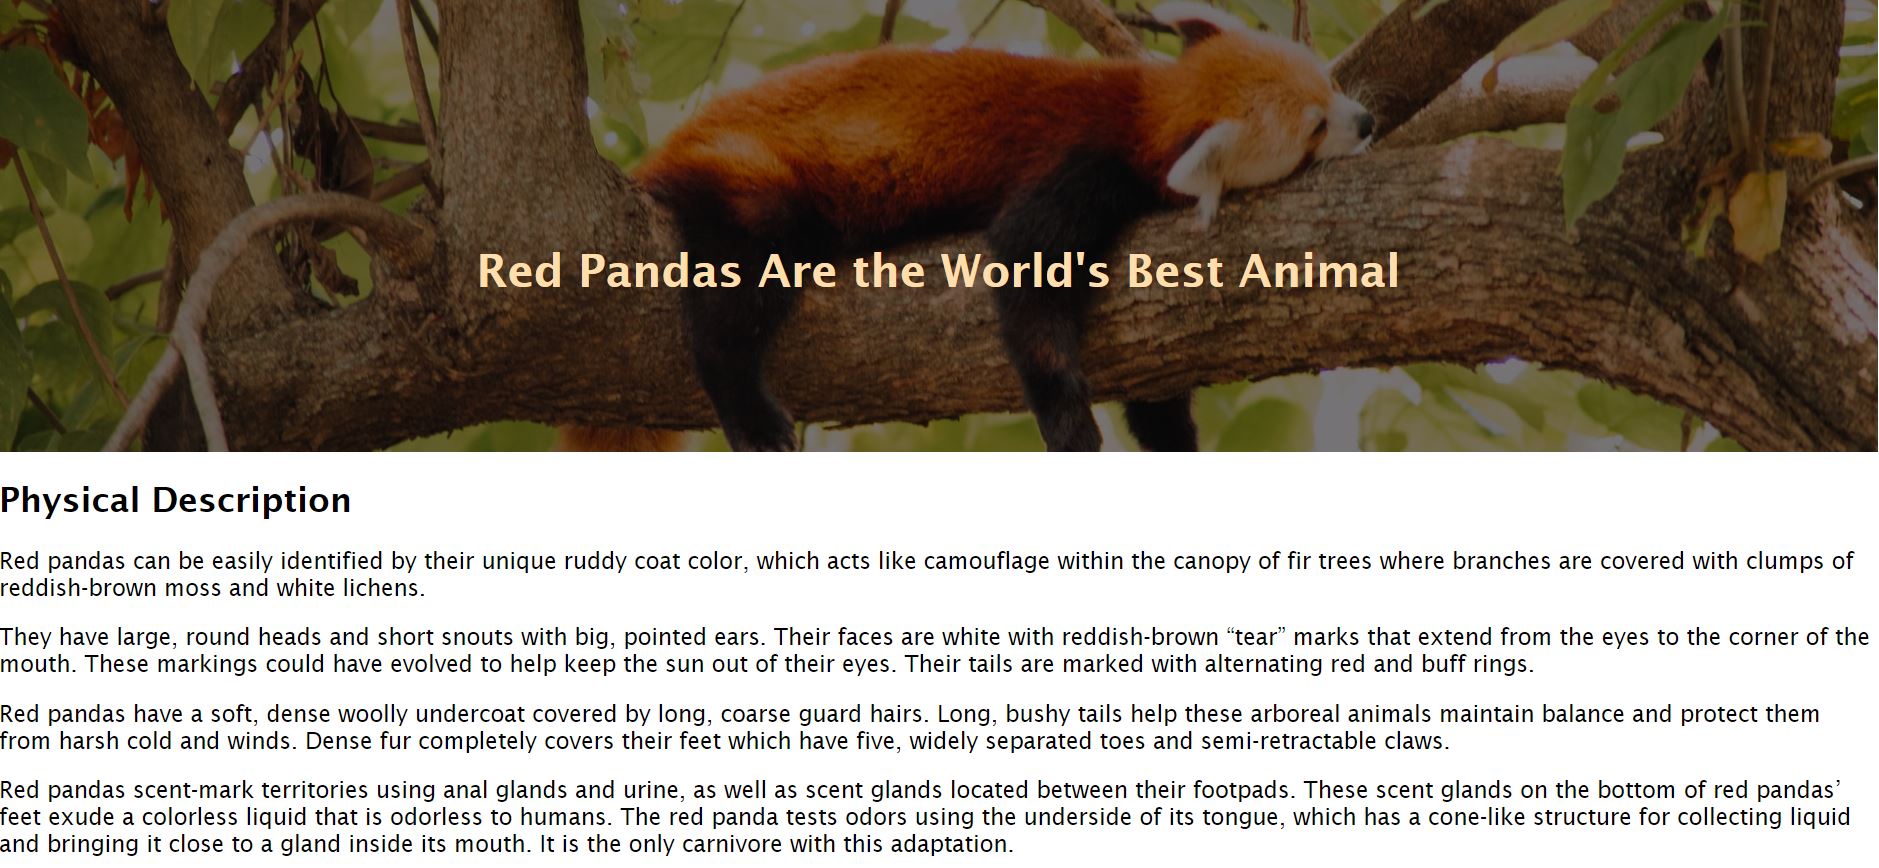 Red Pandas Are the World's Best Animal
Physical Description
Red pandas can be easily identified by their unique ruddy coat color, which acts like camouflage within the canopy of fir trees where branches are covered with clumps of
reddish-brown moss and white lichens.
They have large, round heads and short snouts with big, pointed ears. Their faces are white with reddish-brown “tear” marks that extend from the eyes to the corner of the
mouth. These markings could have evolved to help keep the sun out of their eyes. Their tails are marked with alternating red and buff rings.
Red pandas have a soft, dense woolly undercoat covered by long, coarse guard hairs. Long, bushy tails help these arboreal animals maintain balance and protect them
from harsh cold and winds. Dense fur completely covers their feet which have five, widely separated toes and semi-retractable claws.
Red pandas scent-mark territories using anal glands and urine, as well as scent glands located between their footpads. These scent glands on the bottom of red pandas’
feet exude a colorless liquid that is odorless to humans. The red panda tests odors using the underside of its tongue, which has a cone-like structure for collecting liquid
and bringing it close to a gland inside its mouth. It is the only carnivore with this adaptation.